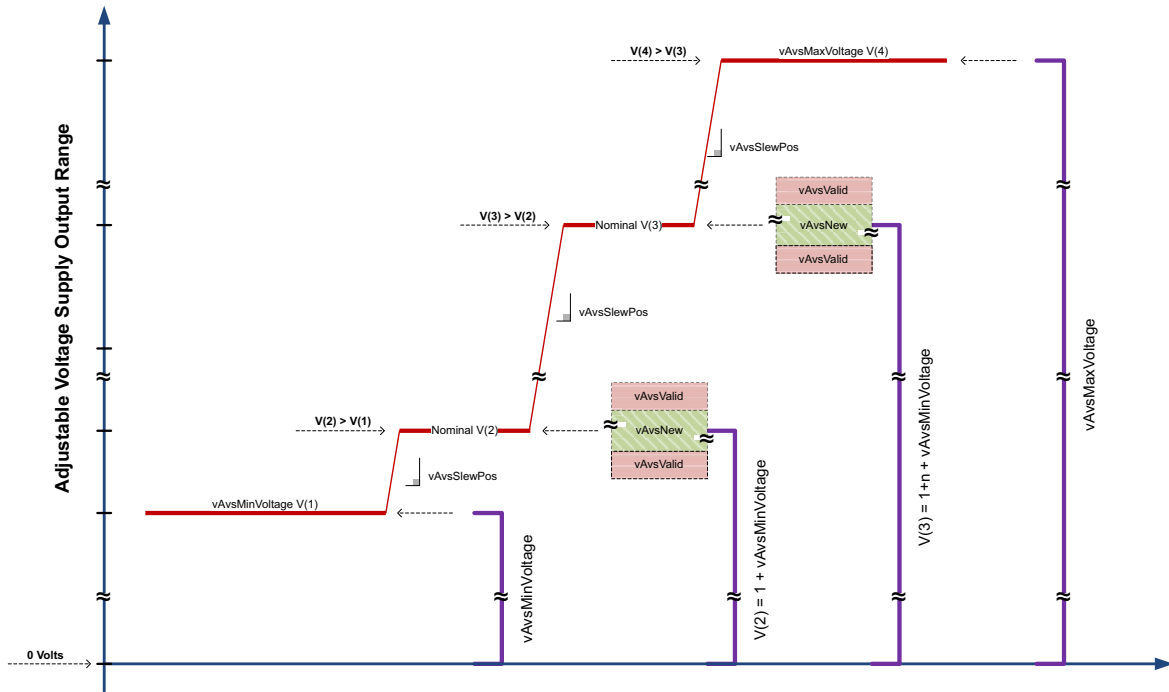 V(4) > V(3)
vAvsMaxVoltage V(4)
vAvsSlewPos
vAvsValid
V(3) > V(2)
Nominal V(3)
vAvsNew
vAvsValid
Adjustable Voltage Supply Output Range
vAvsSlewPos
vAvsMaxVoltage
vAvsValid
V(2) > V(1)
Nominal V(2)
vAvsNew
vAvsValid
vAvsSlewPos
V(3) = 1+n + vAvsMinVoltage
vAvsMinVoltage V(1)
vAvsMinVoltage
V(2) = 1 + vAvsMinVoltage
0 Volts